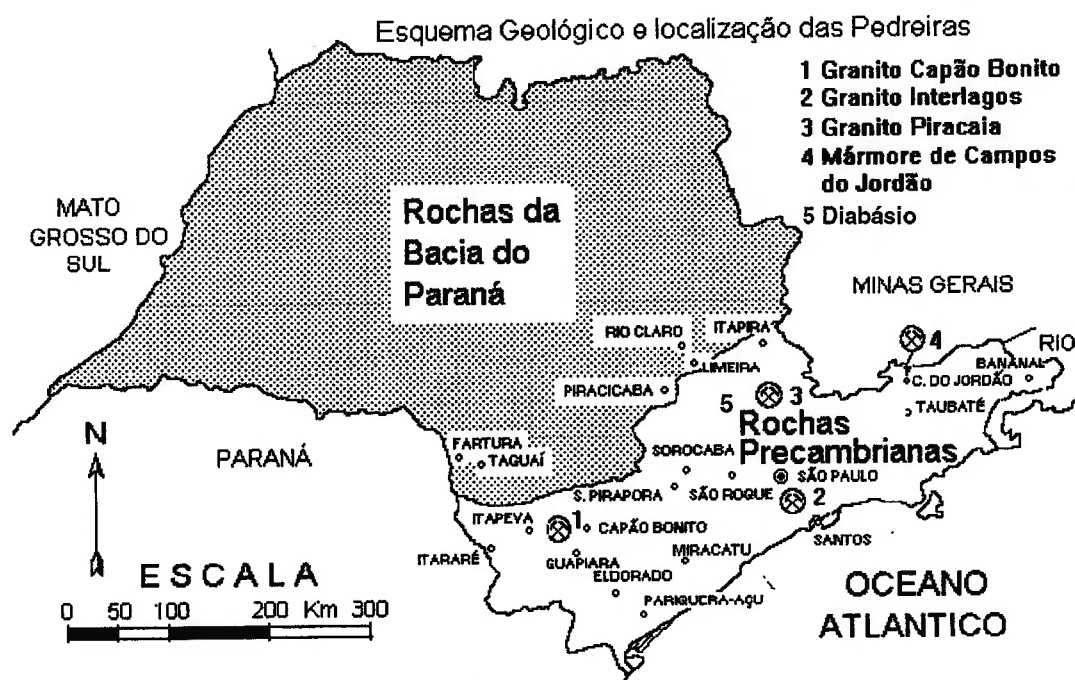 Esquema Geológico e localização das Pedreiras
1 Granito Capão Bonito
2 Granito Interlagos
3 Granito Piracaia
4 Mármore de Campos
do Jordão
5 Diabásio
MATO
GROSSO DO
SUL
Rochas da
Bacia do
Paraná
MINAS GERAIS
RIO CLARO
ITAPIRA
4
RIO
LIMEIRA
BANANAL
C. DO JORDÃO
PIRACICABA
5
3
TAUBATÉ
Rochas
Precambrianas
N
PARANÁ
FARTURA
TAGUAÍ
SOROCABA
SÃO PAULO
S. PIRAPORA
SÃO ROQUE
2
ITAPEVA
1
CAPÃO BONITO
SANTOS
ITARARÉ
GUAPIARA
MIRACATU
ELDORADO
PARIQUERA-AÇU
OCEANO
ATLANTICO
ESCALA
0 50 100 200 Km 300